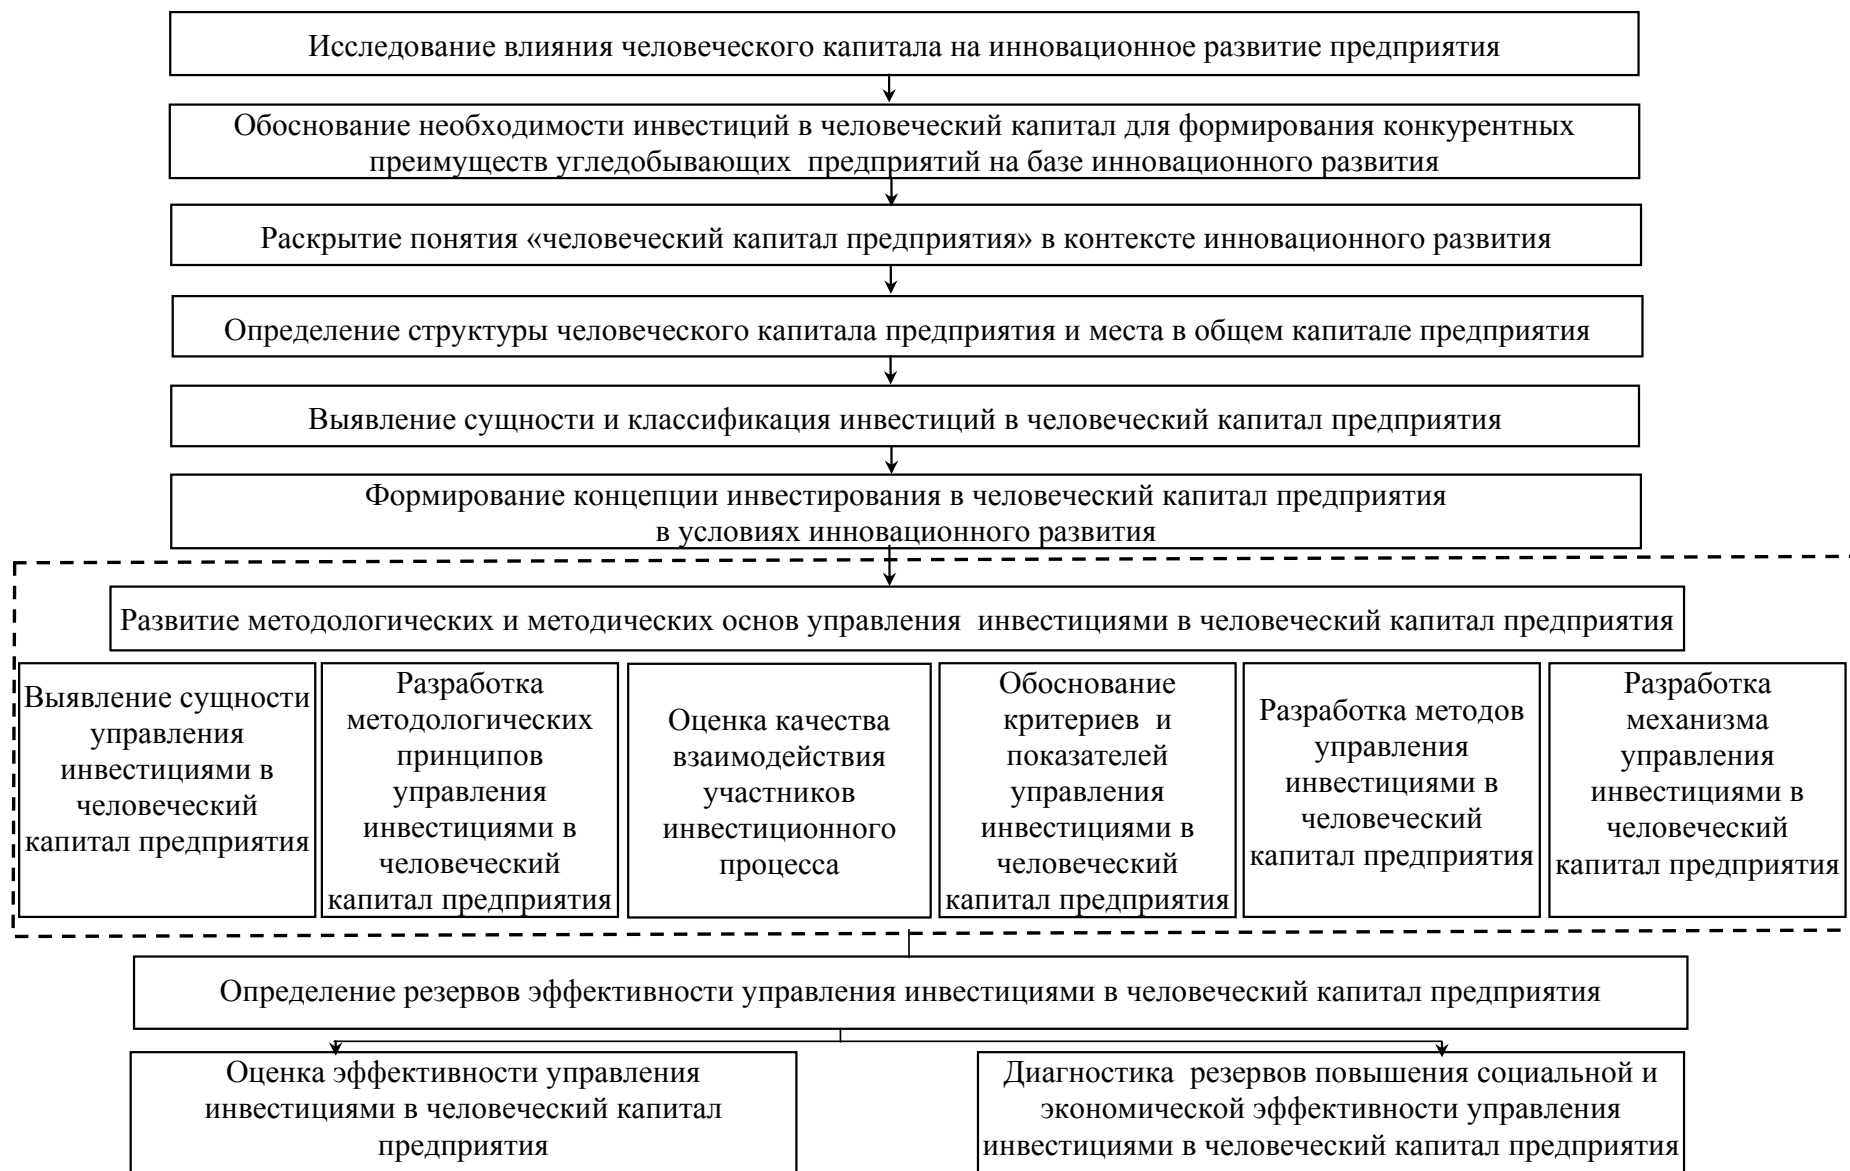 Исследование влияния человеческого капитала на инновационное развитие предприятия
Обоснование необходимости инвестиций в человеческий капитал для формирования конкурентных
преимуществ угледобывающих предприятий на базе инновационного развития
Раскрытие понятия «человеческий капитал предприятия» в контексте инновационного развития
Определение структуры человеческого капитала предприятия и места в общем капитале предприятия
Выявление сущности и классификация инвестиций в человеческий капитал предприятия
Формирование концепции инвестирования в человеческий капитал предприятия
в условиях инновационного развития
Развитие методологических и методических основ управления инвестициями в человеческий капитал предприятия
Выявление сущности
управления
инвестициями в
человеческий
капитал предприятия
Разработка
методологических
принципов
управления
инвестициями в
человеческий
капитал предприятия
Оценка качества
взаимодействия
участников
инвестиционного
процесса
Обоснование
критериев и
показателей
управления
инвестициями в
человеческий
капитал предприятия
Разработка методов
управления
инвестициями в
человеческий
капитал предприятия
Разработка
механизма
управления
инвестициями в
человеческий
капитал предприятия
Определение резервов эффективности управления инвестициями в человеческий капитал предприятия
Оценка эффективности управления
инвестициями в человеческий капитал
предприятия
Диагностика резервов повышения социальной и
экономической эффективности управления
инвестициями в человеческий капитал предприятия